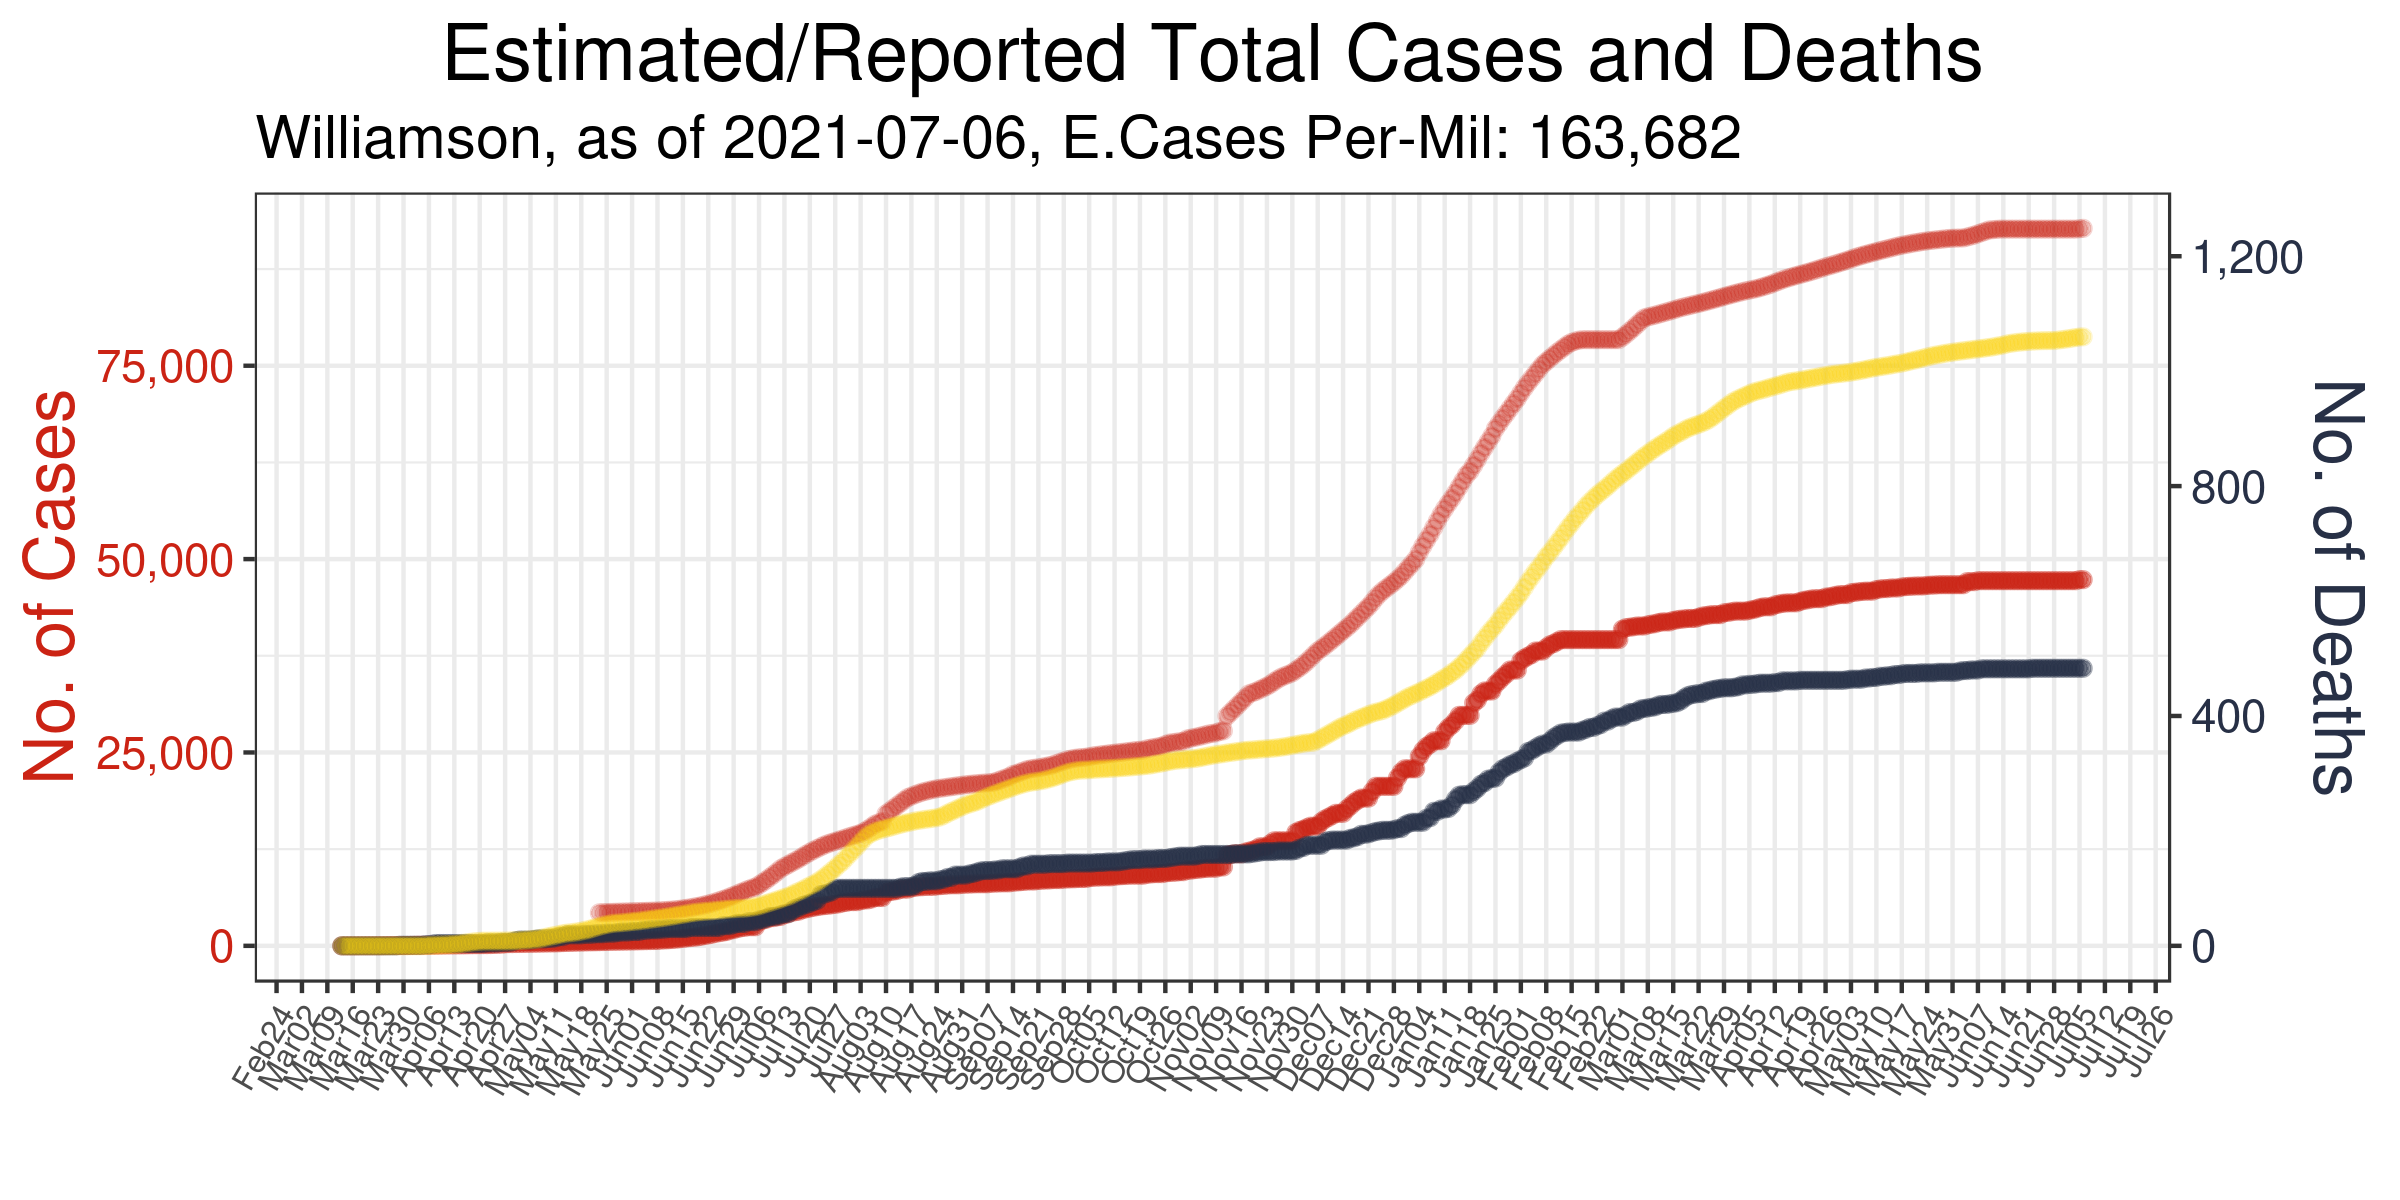 Estimated/Reported Total Cases and Deaths
Williamson, as of 2021-07-06, E.Cases Per-Mil: 163,682
No. of Cases
75,000
50,000
25,000
0
1,200
800
400
0
No. of Deaths
Feb24
Mar02
Mar09
Mar16
Mar23
Mar30
Apr06
Apr13
Apr20
Apr27
May04
May11
May18
May25
Jun01
Jun08
Jun15
Jun22
Jun29
Jul06
Jul13
Jul20
Jul27
Aug03
Aug10
Aug17
Aug24
Aug31
Sep07
Sep14
Sep21
Sep28
Oct05
Oct12
Oct19
Oct26
Nov02
Nov09
Nov16
Nov23
Nov30
Dec07
Dec14
Dec21
Dec28
Jan04
Jan11
Jan18
Jan25
Feb01
Feb08
Feb15
Feb22
Mar01
Mar08
Mar15
Mar22
Mar29
Apr05
Apr12
Apr19
Apr26
May03
May10
May17
May24
May31
Jun07
Jun14
Jun21
Jun28
Jul05
Jul12
Jul19
Jul26